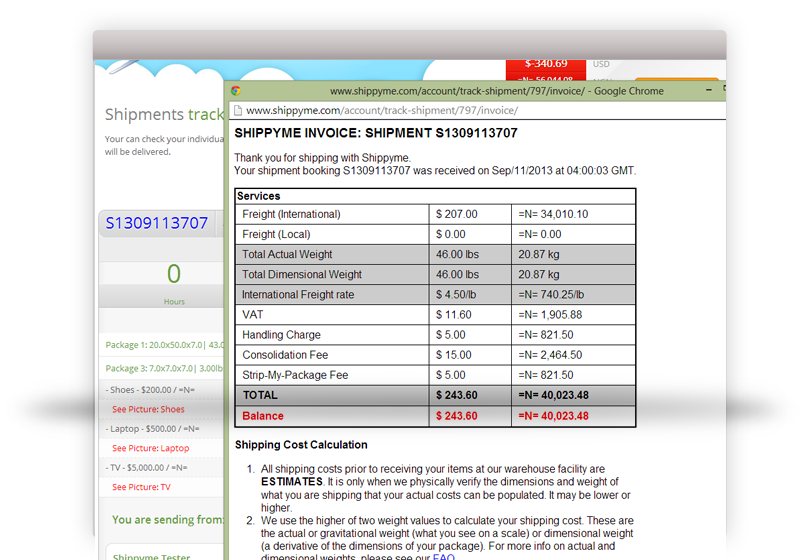 $-340.69
USD
www.shippyme.com/account/track-shipment/797/invoice/ - Google Chrome
www.shippyme.com/account/track-shipment/797/invoice/
Shipments track
Your can check your individua
will be delivered.
S1309113707
0
Hours
Package 1: 20.0x50.0x7.0| 43.0
Package 3: 7.0x7.0x7.0| 3.00lb
- Shoes - $200.00 / =N=
See Picture: Shoes
- Laptop - $500.00 / =N=
See Picture: Laptop
- TV - $5,000.00 / =N=
See Picture: TV
You are sending from:
Shippyme Tester
SHIPPYME INVOICE: SHIPMENT S1309113707
Thank you for shipping with Shippyme.
Your shipment booking S1309113707 was received on Sep/11/2013 at 04:00:03 GMT.
Services
Freight (International) $ 207.00 =N= 34,010.10
Freight (Local) $ 0.00 =N= 0.00
Total Actual Weight 46.00 lbs 20.87 kg
Total Dimensional Weight 46.00 lbs 20.87 kg
International Freight rate $ 4.50/lb =N= 740.25/lb
VAT $ 11.60 =N= 1,905.88
Handling Charge $ 5.00 =N= 821.50
Consolidation Fee $ 15.00 =N= 2,464.50
Strip-My-Package Fee $ 5.00 =N= 821.50
TOTAL $ 243.60 =N= 40,023.48
Balance $ 243.60 =N= 40,023.48
Shipping Cost Calculation
1. All shipping costs prior to receiving your items at our warehouse facility are
ESTIMATES. It is only when we physically verify the dimensions and weight of
what you are shipping that your actual costs can be populated. It may be lower or
higher.
2. We use the higher of two weight values to calculate your shipping cost. These are
the actual or gravitational weight (what you see on a scale) or dimensional weight
(a derivative of the dimensions of your package). For more info on actual and
dimensional weights, please see our FAQ